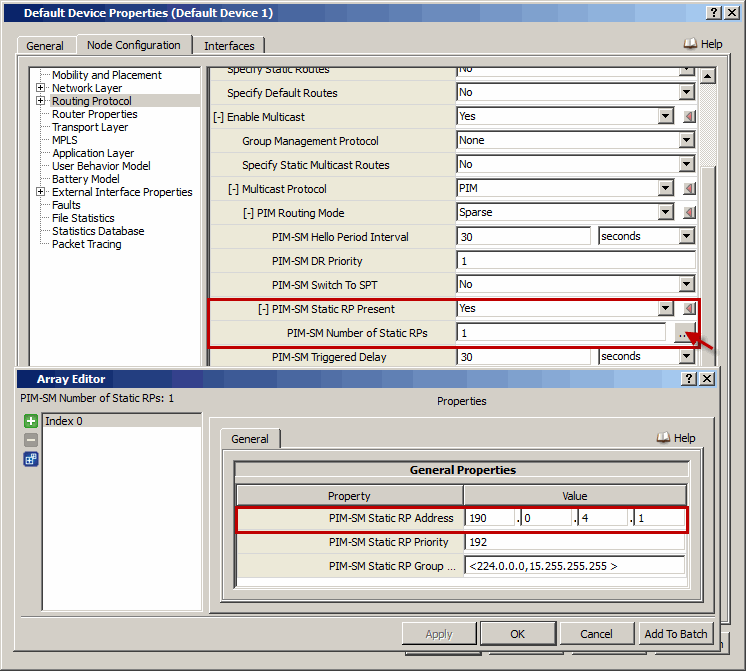 Default Device Properties (Default Device 1)
General Node Configuration Interfaces Help
Mobility and Placement
Network Layer
Routing Protocol
Router Properties
Transport Layer
MPLS
Application Layer
User Behavior Model
Battery Model
External Interface Properties
Faults
File Statistics
Statistics Database
Packet Tracing
Specify Static Routes No
Specify Default Routes No
[-] Enable Multicast Yes
Group Management Protocol None
Specify Static Multicast Routes No
[-] Multicast Protocol PIM
[-] PIM Routing Mode Sparse
PIM-SM Hello Period Interval 30 seconds
PIM-SM DR Priority 1
PIM-SM Switch To SPT No
[-] PIM-SM Static RP Present Yes
PIM-SM Number of Static RPs 1 ...
PIM-SM Triggered Delay 30 seconds
Array Editor
PIM-SM Number of Static RPs: 1
Index 0
Properties
General Help
General Properties
Property Value
PIM-SM Static RP Address 190 . 0 . 4 . 1
PIM-SM Static RP Priority 192
PIM-SM Static RP Group ... <224.0.0.0,15.255.255.255 >
Apply OK Cancel Add To Batch